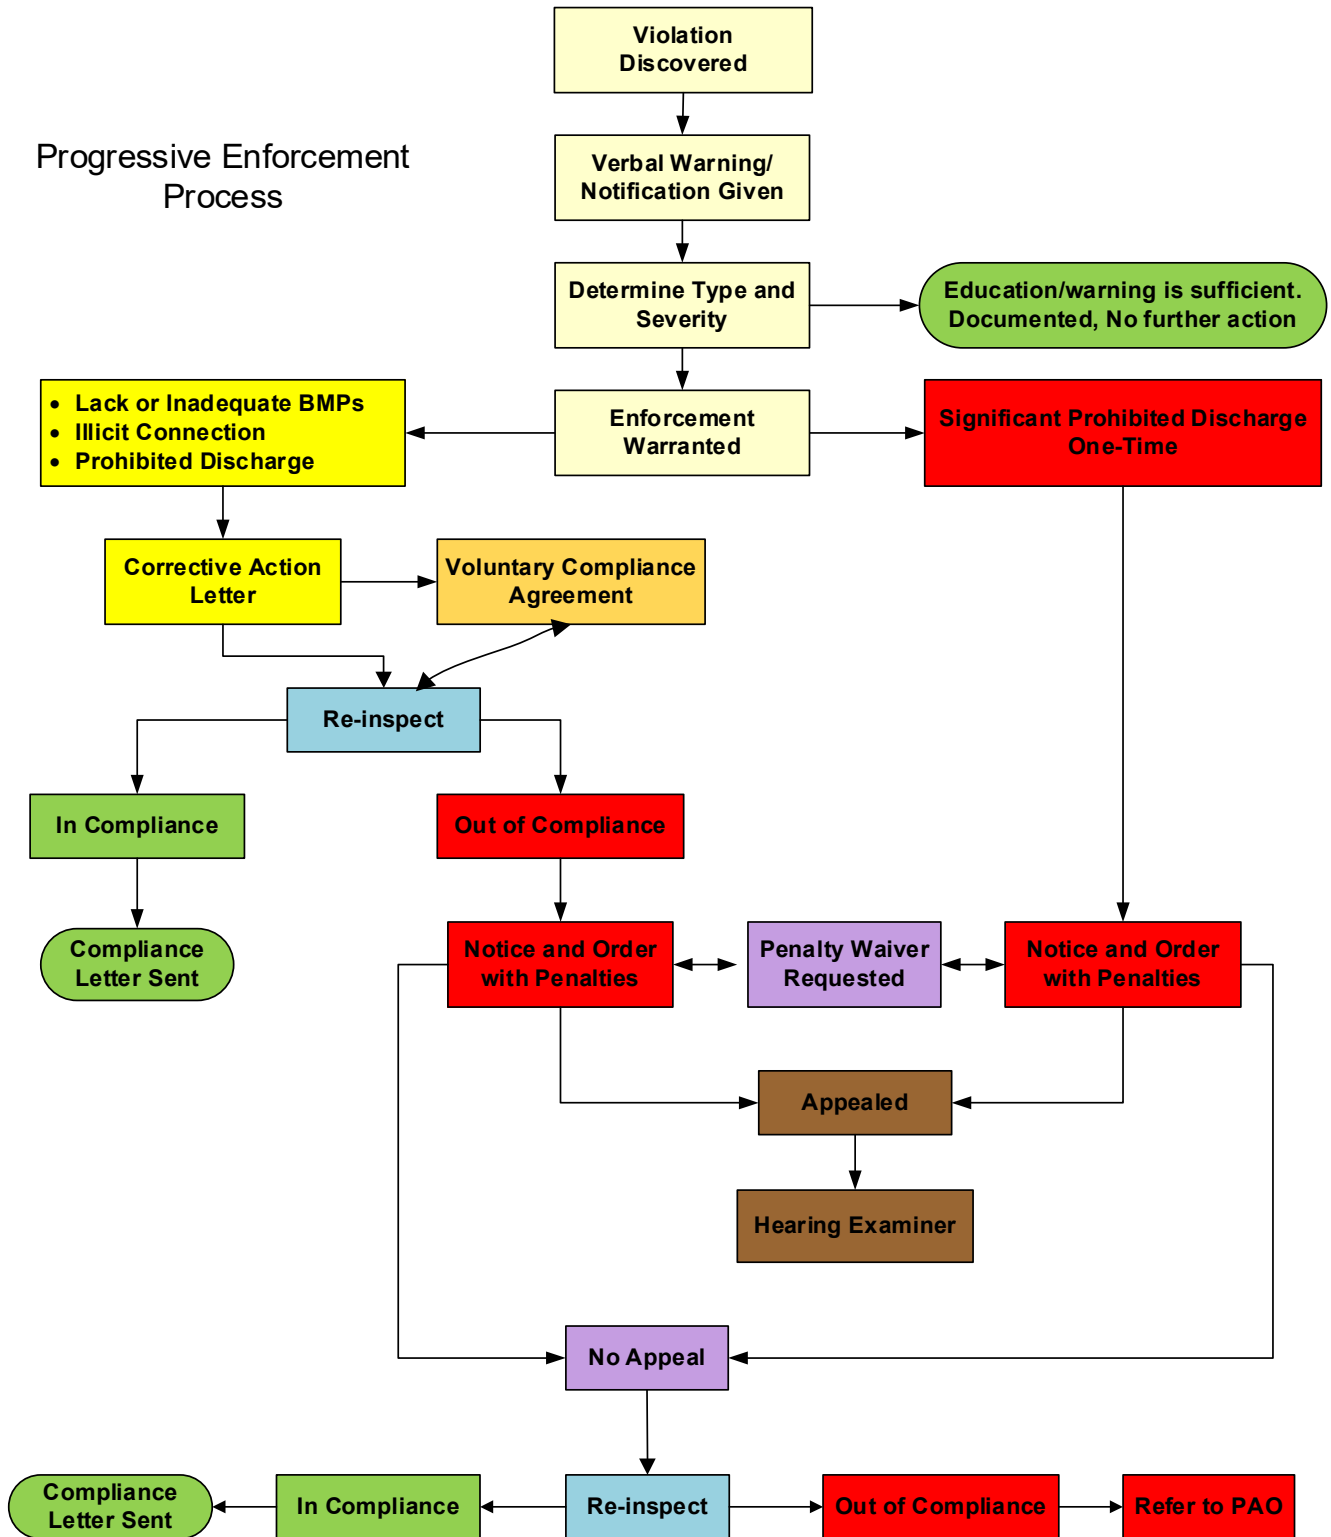 Violation
Discovered
Progressive Enforcement
Process
Verbal Warning/
Notification Given
Determine Type and
Severity
Education/warning is sufficient.
Documented, No further action
• Lack or Inadequate BMPs
• Illicit Connection
• Prohibited Discharge
Enforcement
Warranted
Significant Prohibited Discharge
One-Time
Corrective Action
Letter
Voluntary Compliance
Agreement
Re-inspect
In Compliance
Out of Compliance
Compliance
Letter Sent
Notice and Order
with Penalties
Penalty Waiver
Requested
Notice and Order
with Penalties
Appealed
Hearing Examiner
No Appeal
Compliance
Letter Sent
In Compliance
Re-inspect
Out of Compliance
Refer to PAO